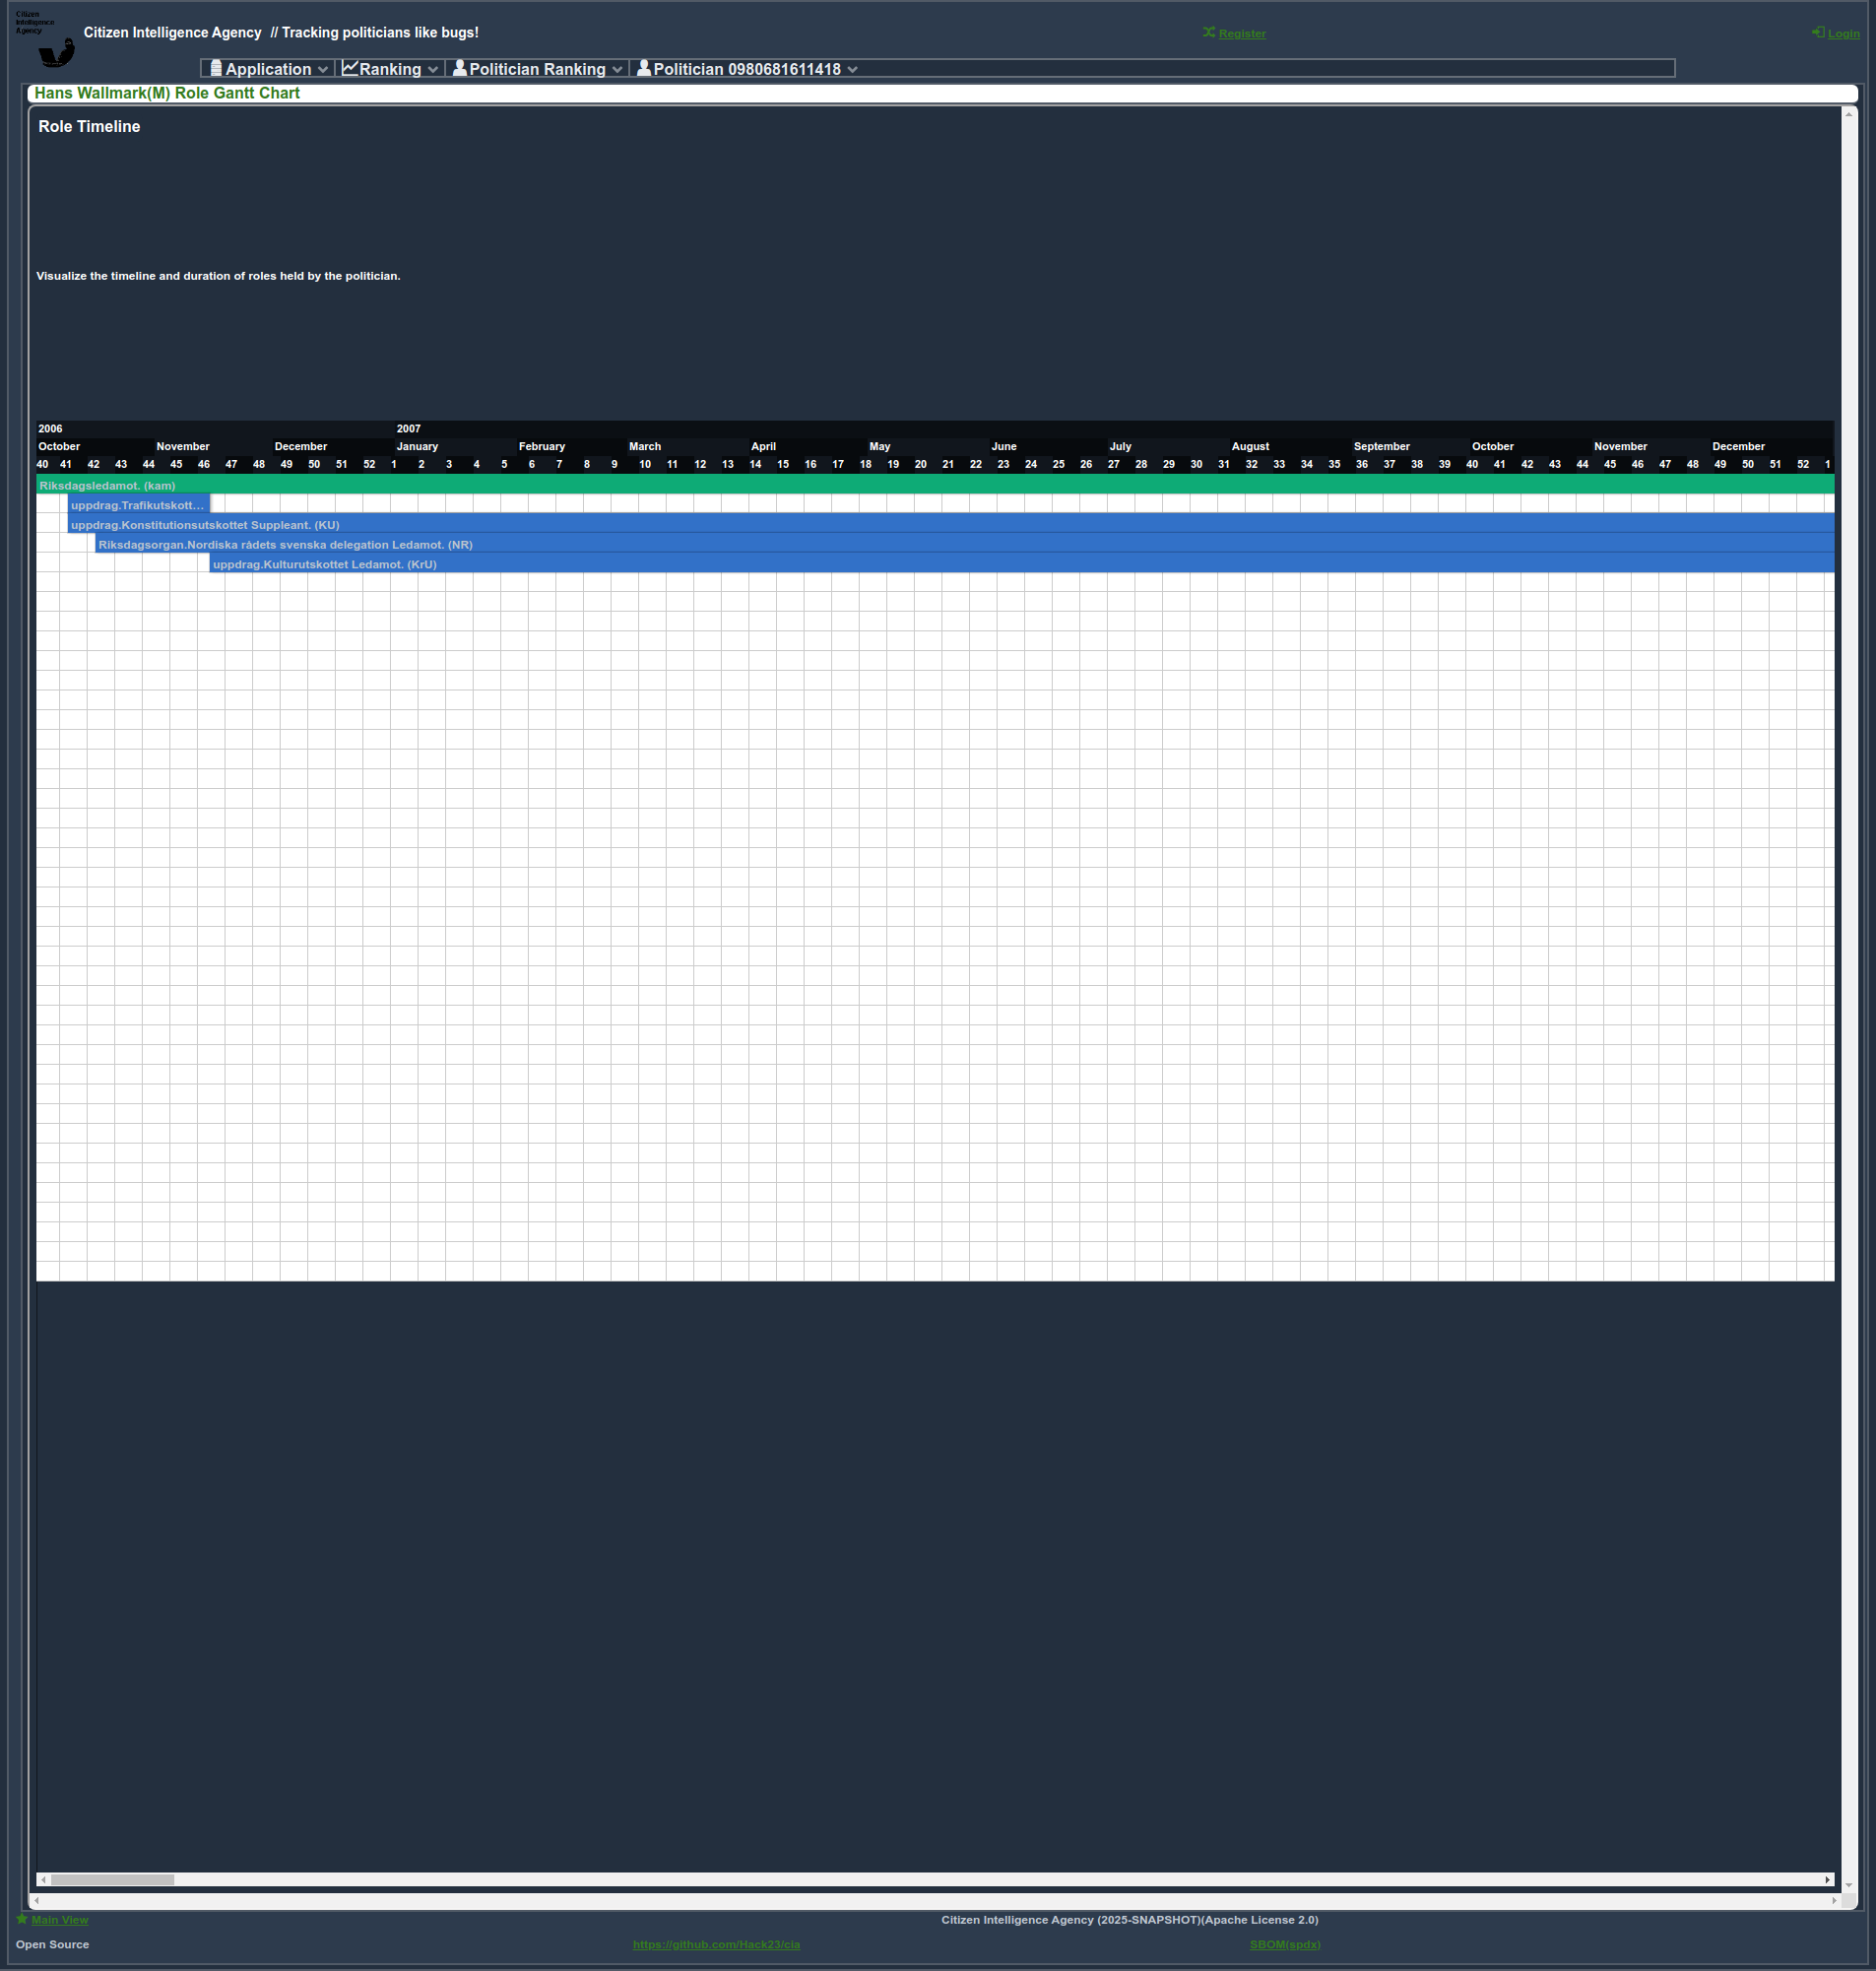 Citizen
Intelligence
Agency
Citizen Intelligence Agency // Tracking politicians like bugs!
Register
Login
Application
Ranking
Politician Ranking
Politician 0980681611418
Hans Wallmark(M) Role Gantt Chart
Role Timeline
Visualize the timeline and duration of roles held by the politician.
2006 2007
October November December January February March April May June July August September October November December
40 41 42 43 44 45 46 47 48 49 50 51 52 1 2 3 4 5 6 7 8 9 10 11 12 13 14 15 16 17 18 19 20 21 22 23 24 25 26 27 28 29 30 31 32 33 34 35 36 37 38 39 40 41 42 43 44 45 46 47 48 49 50 51 52 1
Riksdagsledamot. (kam)
uppdrag.Trafikutskott...
uppdrag.Konstitutionsutskottet Suppleant. (KU)
Riksdagsorgan.Nordiska rådets svenska delegation Ledamot. (NR)
uppdrag.Kulturutskottet Ledamot. (KrU)
Main View
Citizen Intelligence Agency (2025-SNAPSHOT)(Apache License 2.0)
Open Source
https://github.com/Hack23/cia
SBOM(spdx)